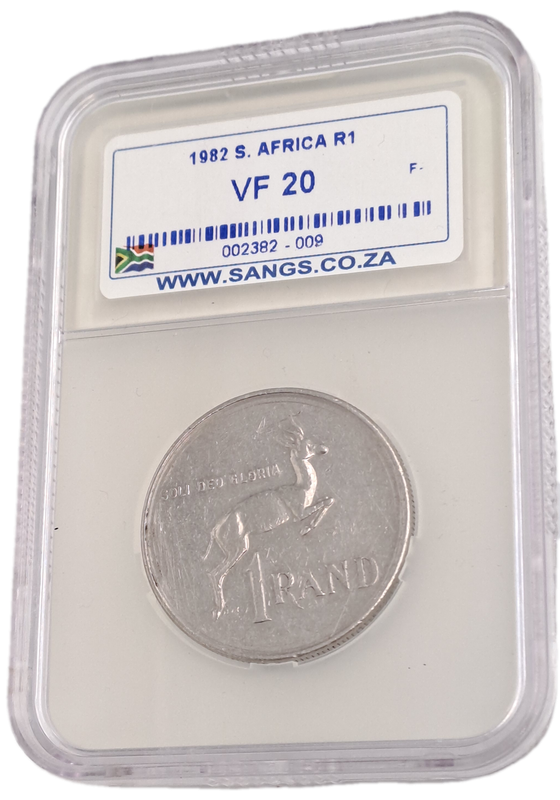 1982 S. AFRICA R1
VF 20
F-
002382 - 009
WWW.SANGS.CO.ZA
SOLI DEO GLORIA
1 RAND